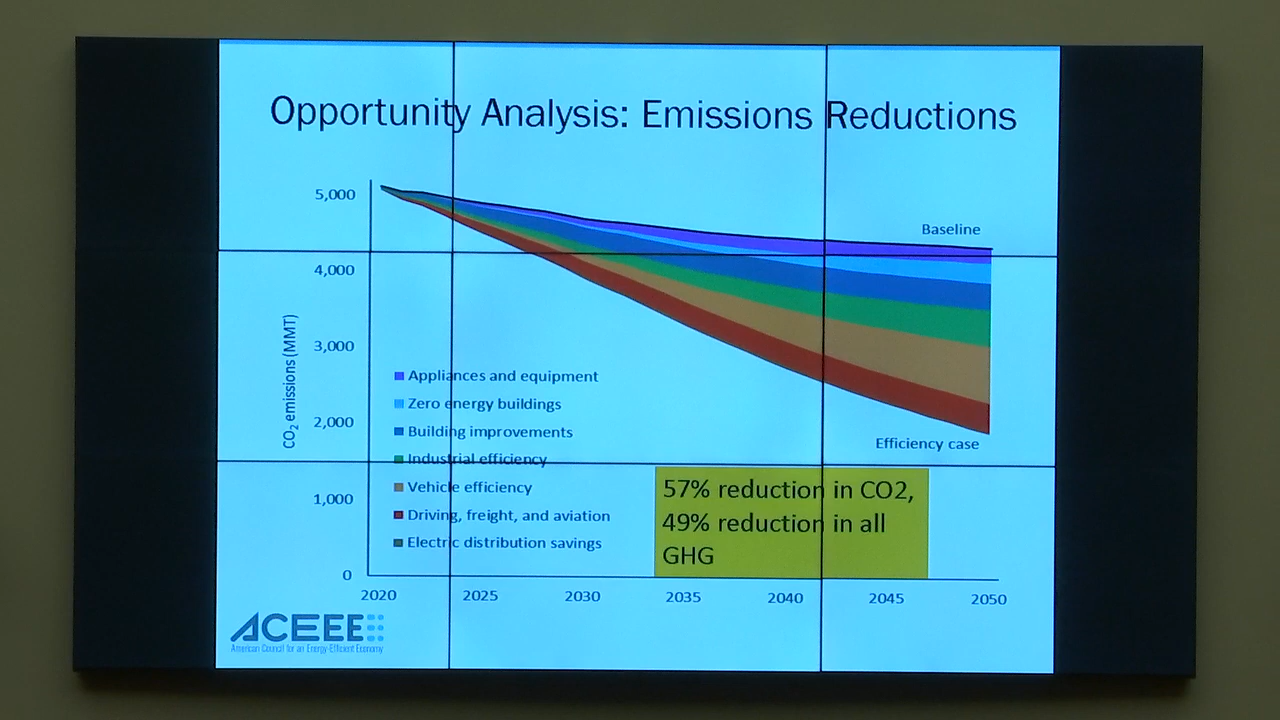 Opportunity Analysis: Emissions Reductions
5,000
4,000
3,000
2,000
1,000
0
CO2 emissions (MMT)
Baseline
Efficiency case
Appliances and equipment
Zero energy buildings
Building improvements
Industrial efficiency
Vehicle efficiency
Driving, freight, and aviation
Electric distribution savings
57% reduction in CO2,
49% reduction in all
GHG
2020 2025 2030 2035 2040 2045 2050
ACEEE
American Council for an Energy-Efficient Economy